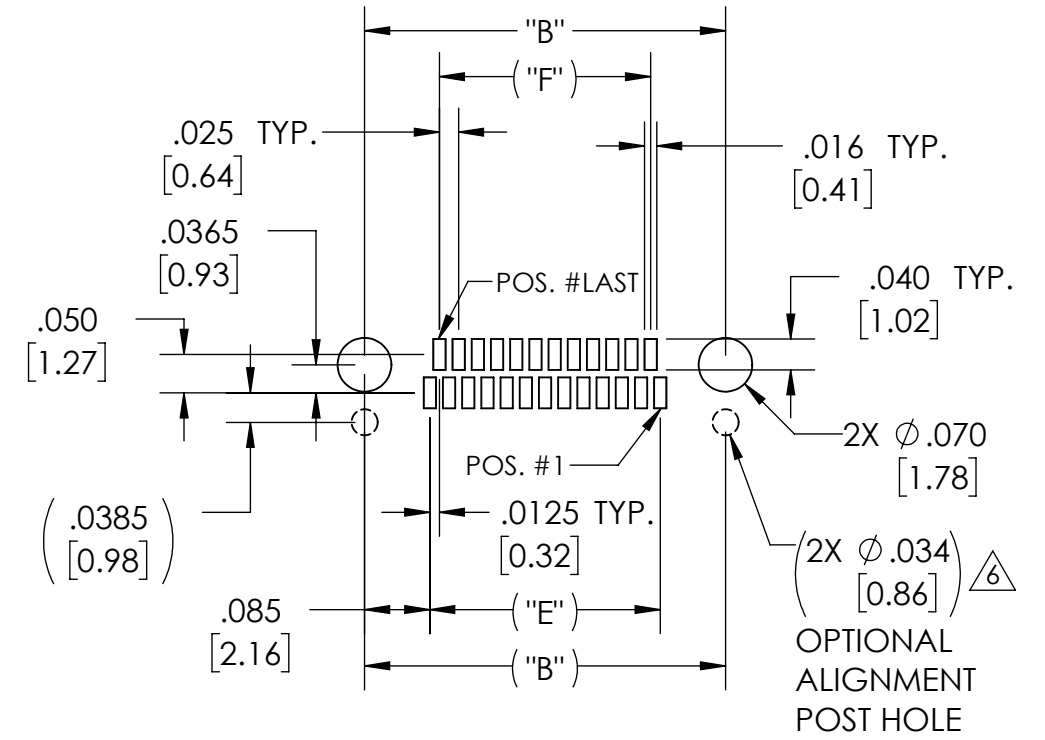 "B"
("F")
.025 TYP.
[0.64]
.016 TYP.
[0.41]
.0365
[0.93]
POS. #LAST
.040 TYP.
[1.02]
.050
[1.27]
2X ∅.070
[1.78]
POS. #1
.0125 TYP.
[0.32]
(.0385
[0.98])
(2X ∅.034
[0.86]) 6
OPTIONAL
ALIGNMENT
POST HOLE
.085
[2.16]
("E")
("B")